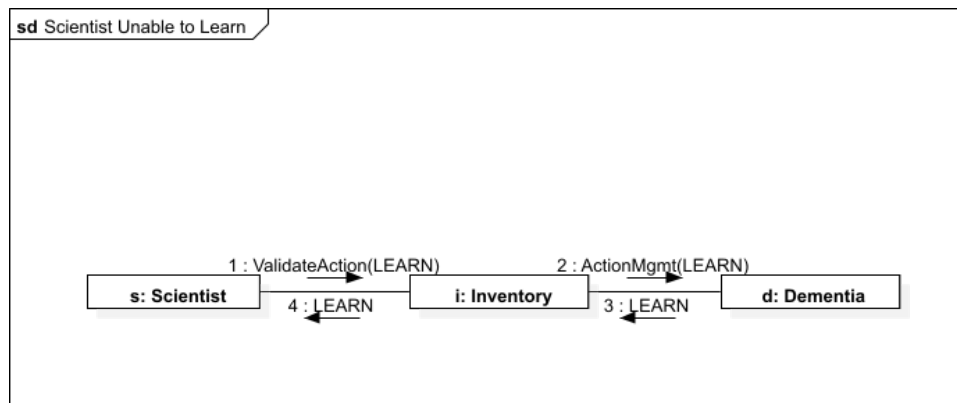 sd Scientist Unable to Learn
1 : ValidateAction(LEARN)
2 : ActionMgmt(LEARN)
s: Scientist
i: Inventory
d: Dementia
4 : LEARN
3 : LEARN